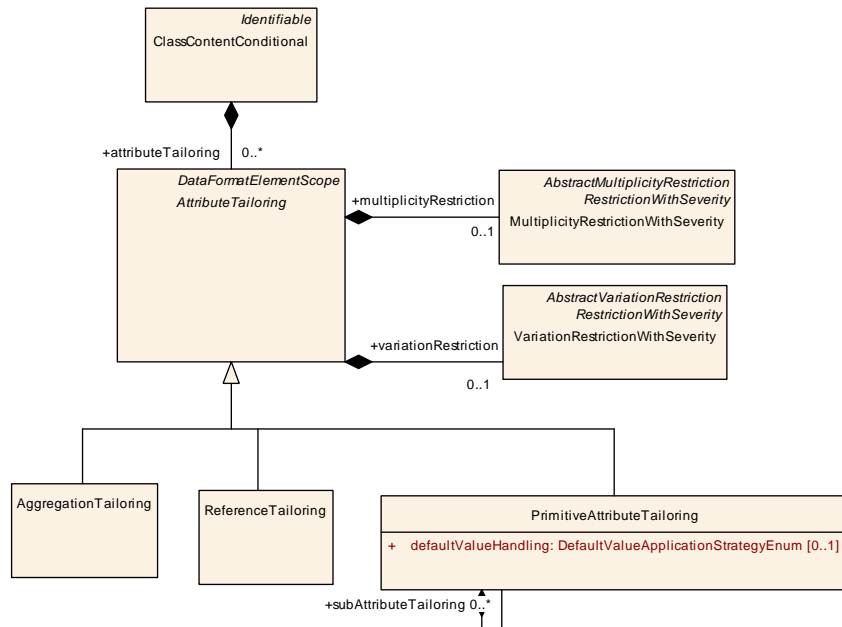 Identifiable
ClassContentConditional
+attributeTailoring 0..*
DataFormatElementScope
AttributeTailoring
+multiplicityRestriction
0..1
AbstractMultiplicityRestriction
RestrictionWithSeverity
MultiplicityRestrictionWithSeverity
+variationRestriction
0..1
AbstractVariationRestriction
RestrictionWithSeverity
VariationRestrictionWithSeverity
AggregationTailoring
ReferenceTailoring
PrimitiveAttributeTailoring
+ defaultValueHandling: DefaultValueApplicationStrategyEnum [0..1]
+subAttributeTailoring 0..*